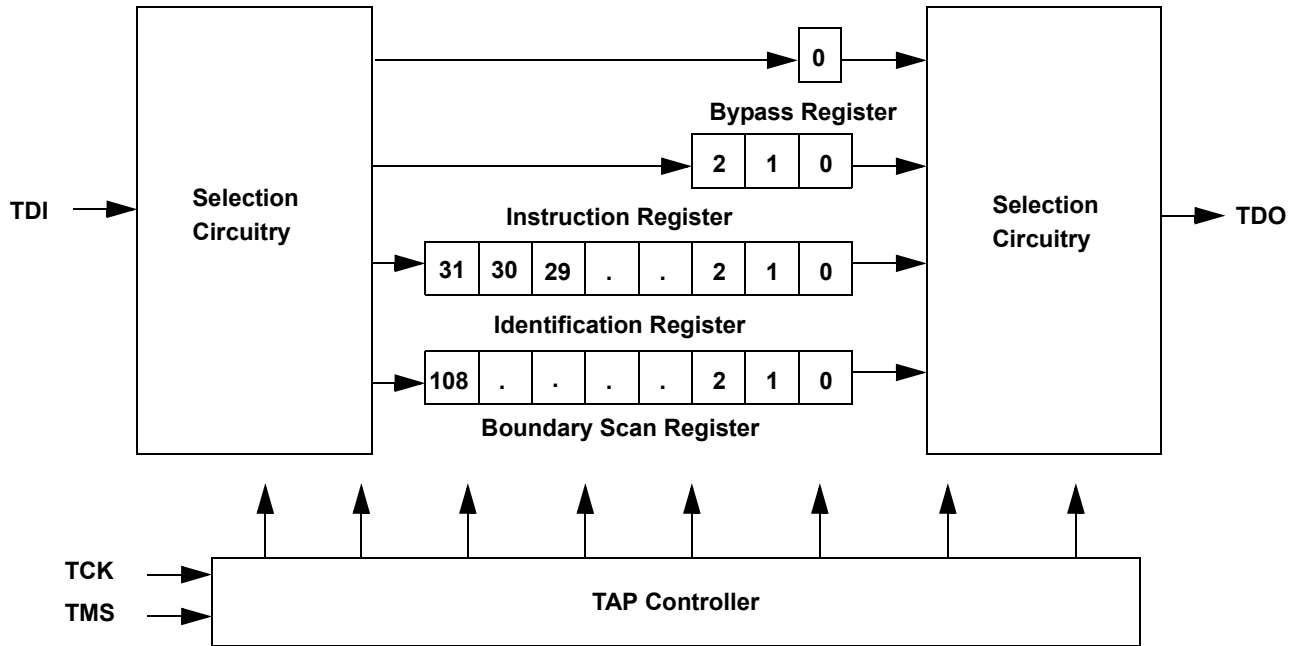 0
Bypass Register
2 1 0
Selection
Circuitry
Selection
Circuitry
TDI
TDO
Instruction Register
31 30 29 . . 2 1 0
Identification Register
108 . . . . 2 1 0
Boundary Scan Register
TCK
TMS
TAP Controller